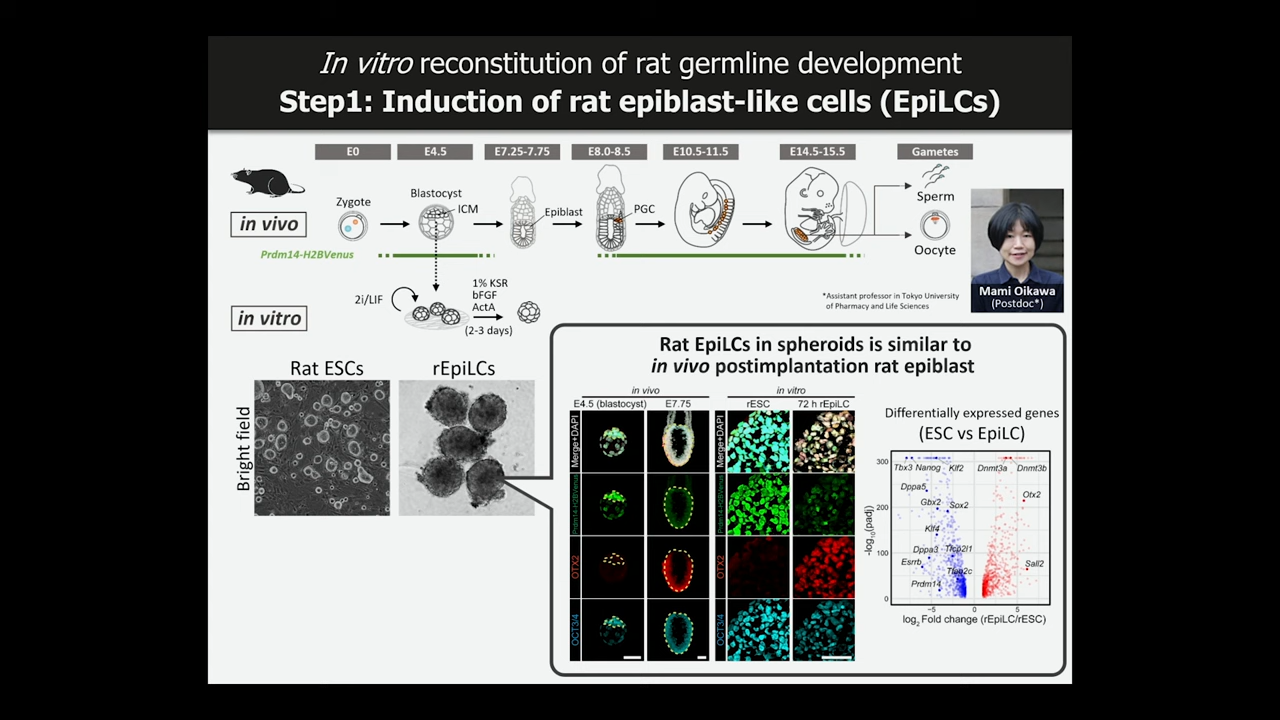 In vitro reconstitution of rat germline development
Step1: Induction of rat epiblast-like cells (EpiLCs)
E0
E4.5
E7.25-7.75
E8.0-8.5
E10.5-11.5
E14.5-15.5
Gametes
in vivo
Zygote
Blastocyst
ICM
Epiblast
PGC
Sperm
Oocyte
Prdm14-H2BVenus
Mami Oikawa
(Postdoc*)
*Assistant professor in Tokyo University
of Pharmacy and Life Sciences
in vitro
2i/LIF
1% KSR
bFGF
ActA
(2-3 days)
Rat ESCs
rEpiLCs
Bright field
Rat EpiLCs in spheroids is similar to
in vivo postimplantation rat epiblast
in vivo
in vitro
E4.5 (blastocyst)
E7.75
rESC
72 h rEpiLC
Merge+DAPI
Merge+DAPI
Prdm14-H2BVenus
Prdm14-H2BVenus
OTX2
OTX2
OCT3/4
OCT3/4
Differentially expressed genes
(ESC vs EpiLC)
-log10(padj)
300
200
100
0
Tbx3
Nanog
Klf2
Dnmt3a
Dnmt3b
Dppa5
Otx2
Gbx2
Sox2
Klf4
Dppa3
Tfcp2l1
Esrrb
Tfap2c
Sall2
Prdm14
−5
0
5
log2 Fold change (rEpiLC/rESC)